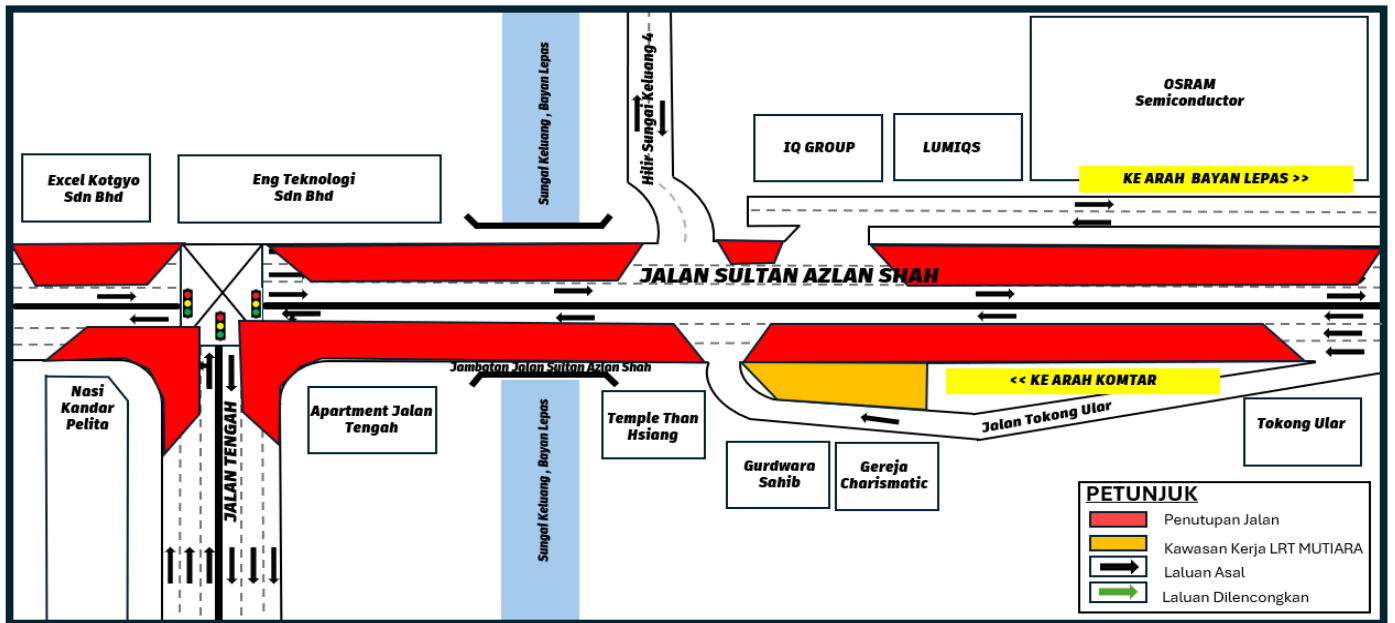 Sungai Keluang , Bayan Lepas
Hilir Sungai Keluang 4
OSRAM
Semiconductor
IQ GROUP
LUMIQS
Excel Kotgyo
Sdn Bhd
Eng Teknologi
Sdn Bhd
KE ARAH BAYAN LEPAS >>
JALAN SULTAN AZLAN SHAH
Jambatan Jalan Sultan Azlan Shah
<< KE ARAH KOMTAR
Nasi
Kandar
Pelita
JALAN TENGAH
Apartment Jalan
Tengah
Sungai Keluang , Bayan Lepas
Temple Than
Hsiang
Jalan Tokong Ular
Tokong Ular
Gurdwara
Sahib
Gereja
Charismatic
PETUNJUK
Penutupan Jalan
Kawasan Kerja LRT MUTIARA
Laluan Asal
Laluan Dilencongkan